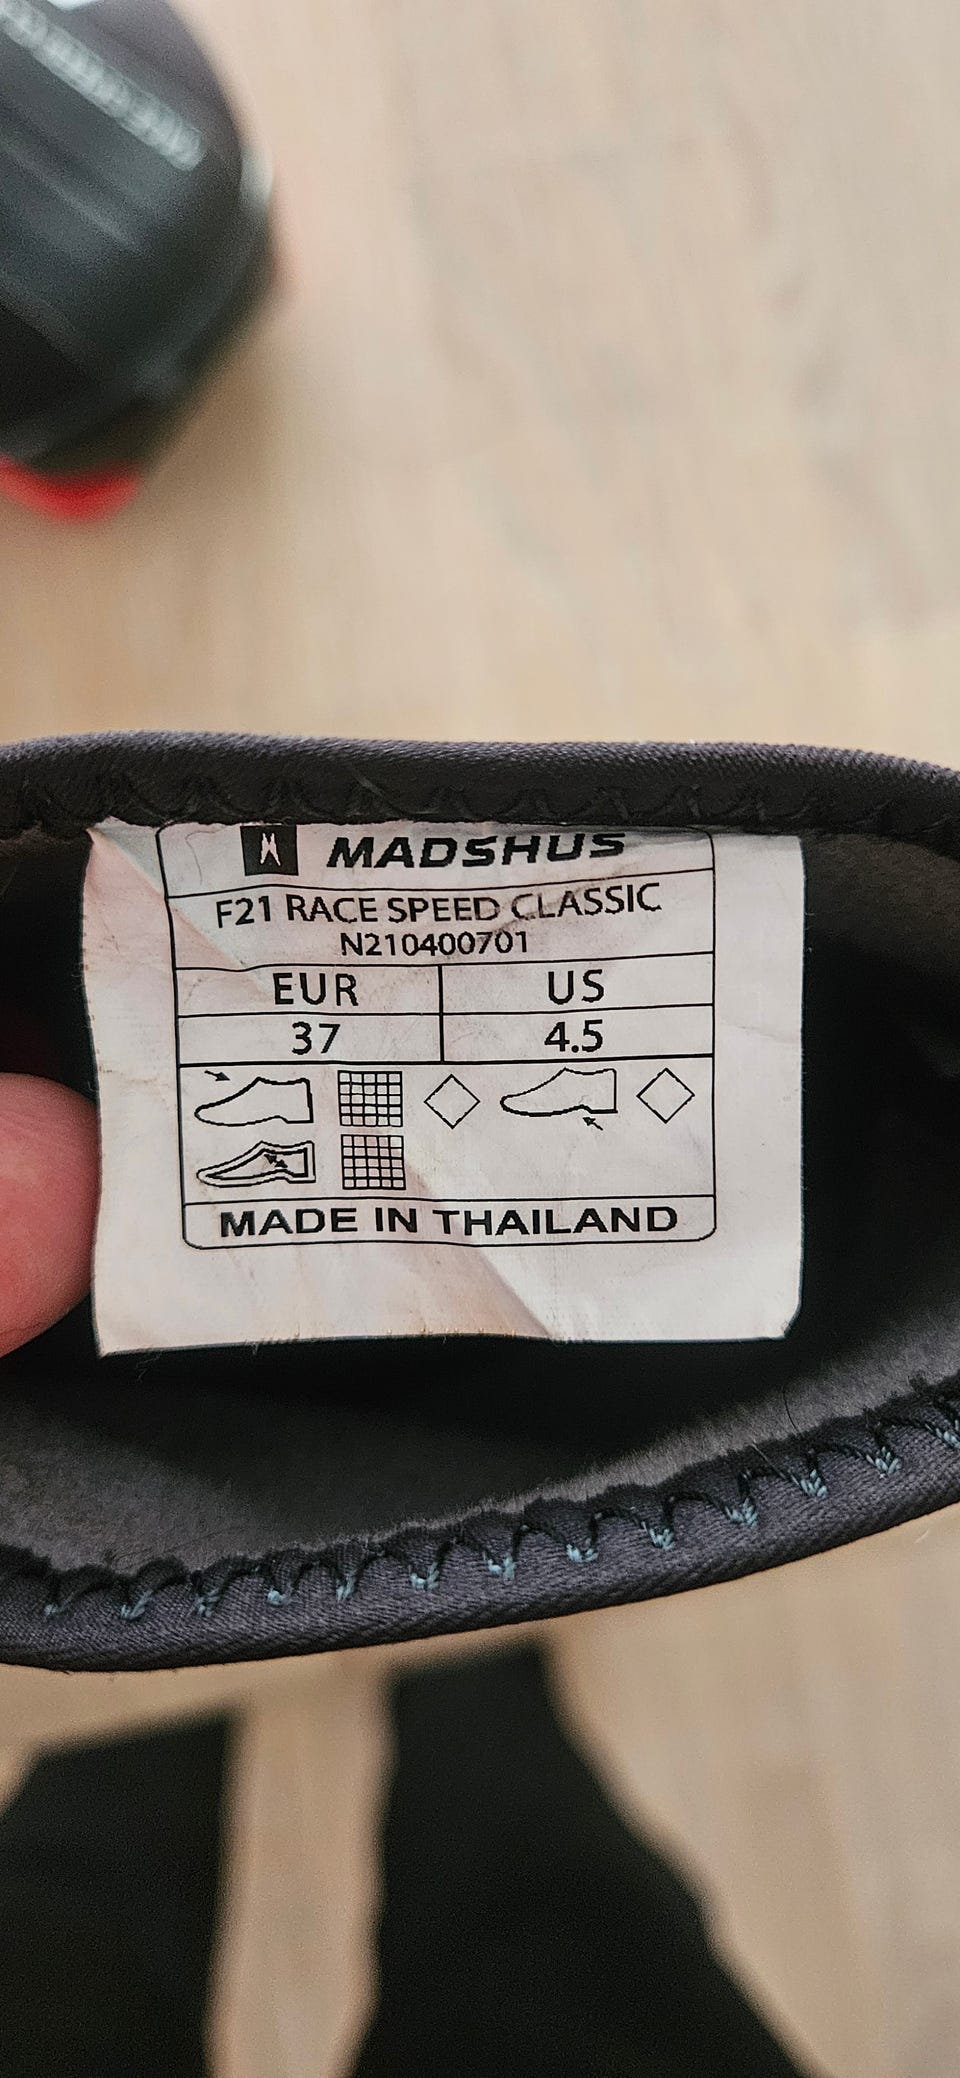 MADSHUS
F21 RACE SPEED CLASSIC
N210400701
EUR US
37 4.5
MADE IN THAILAND